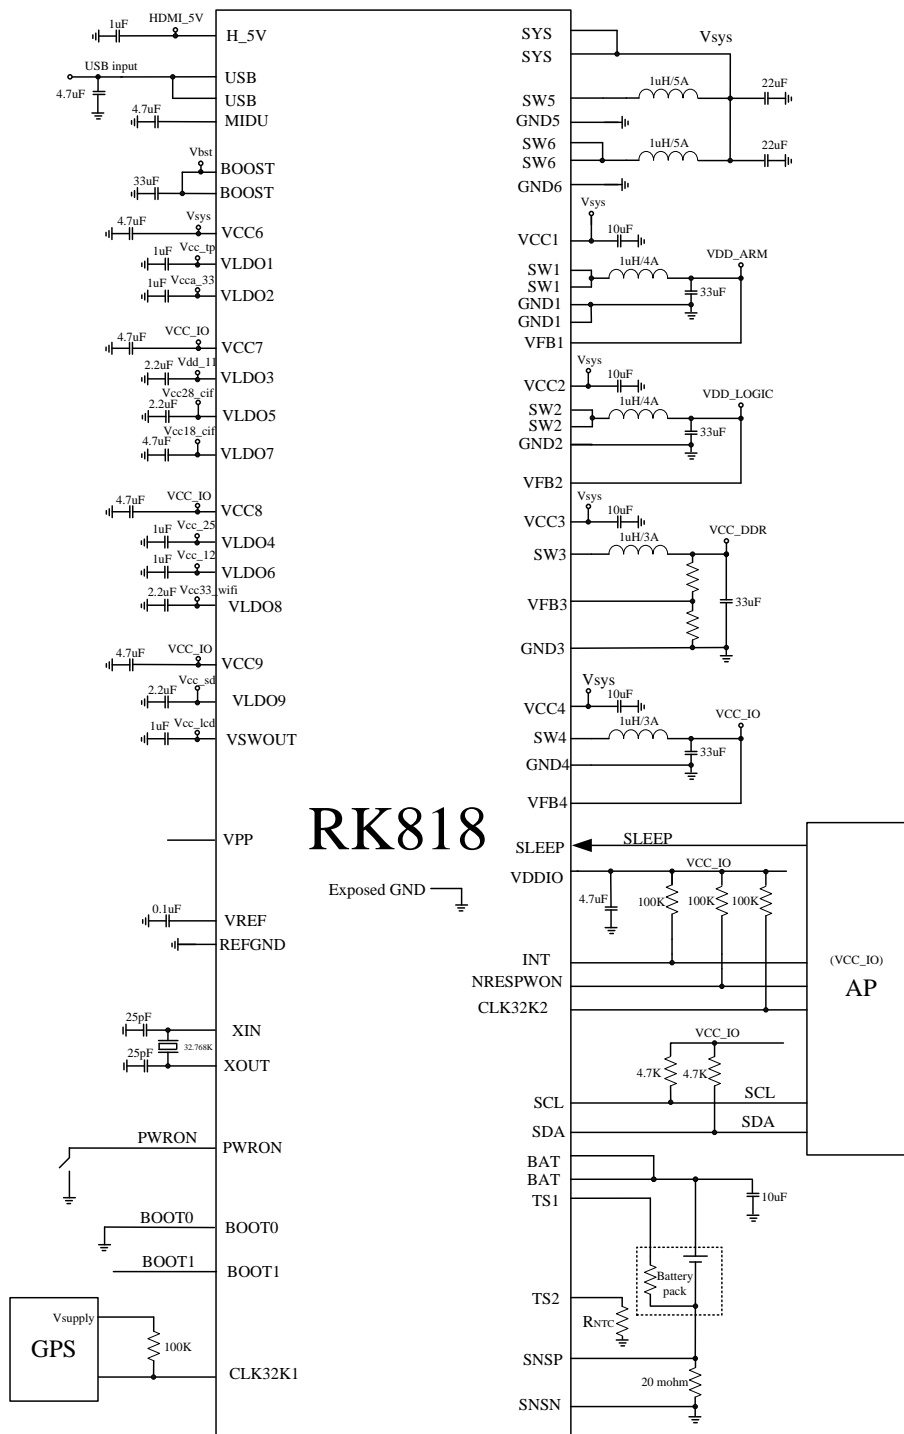 HDMI_5V
1uF
H_5V
USB input
USB
4.7uF
USB
4.7uF
MIDU
Vbst
BOOST
33uF
BOOST
4.7uF
Vsys
VCC6
1uF
Vcc_tp
VLDO1
1uF
Vcca_33
VLDO2
4.7uF
VCC_IO
VCC7
2.2uF
Vdd_11
VLDO3
Vcc28_cif
2.2uF
VLDO5
Vcc18_cif
4.7uF
VLDO7
4.7uF
VCC_IO
VCC8
1uF
Vcc_25
VLDO4
1uF
Vcc_12
VLDO6
2.2uF
Vcc33_wifi
VLDO8
4.7uF
VCC_IO
VCC9
Vcc_sd
2.2uF
VLDO9
1uF
Vcc_lcd
VSWOUT
VPP
0.1uF
VREF
REFGND
25pF
XIN
32.768K
25pF
XOUT
PWRON
PWRON
BOOT0
BOOT0
BOOT1
BOOT1
Vsupply
GPS
100K
CLK32K1
RK818
Exposed GND
SYS
Vsys
SYS
1uH/5A
22uF
SW5
GND5
SW6
1uH/5A
22uF
SW6
GND6
Vsys
10uF
VCC1
VDD_ARM
1uH/4A
SW1
SW1
33uF
GND1
GND1
VFB1
Vsys
10uF
VCC2
VDD_LOGIC
1uH/4A
SW2
SW2
33uF
GND2
VFB2
Vsys
10uF
VCC3
VCC_DDR
1uH/3A
SW3
VFB3
33uF
GND3
Vsys
10uF
VCC4
VCC_IO
1uH/3A
SW4
33uF
GND4
VFB4
SLEEP
SLEEP
VCC_IO
VDDIO
4.7uF
100K
100K
100K
INT
(VCC_IO)
NRESPWON
AP
CLK32K2
VCC_IO
4.7K
4.7K
SCL
SCL
SDA
SDA
BAT
BAT
10uF
TS1
Battery
pack
TS2
RNTC
SNSP
20 mohm
SNSN